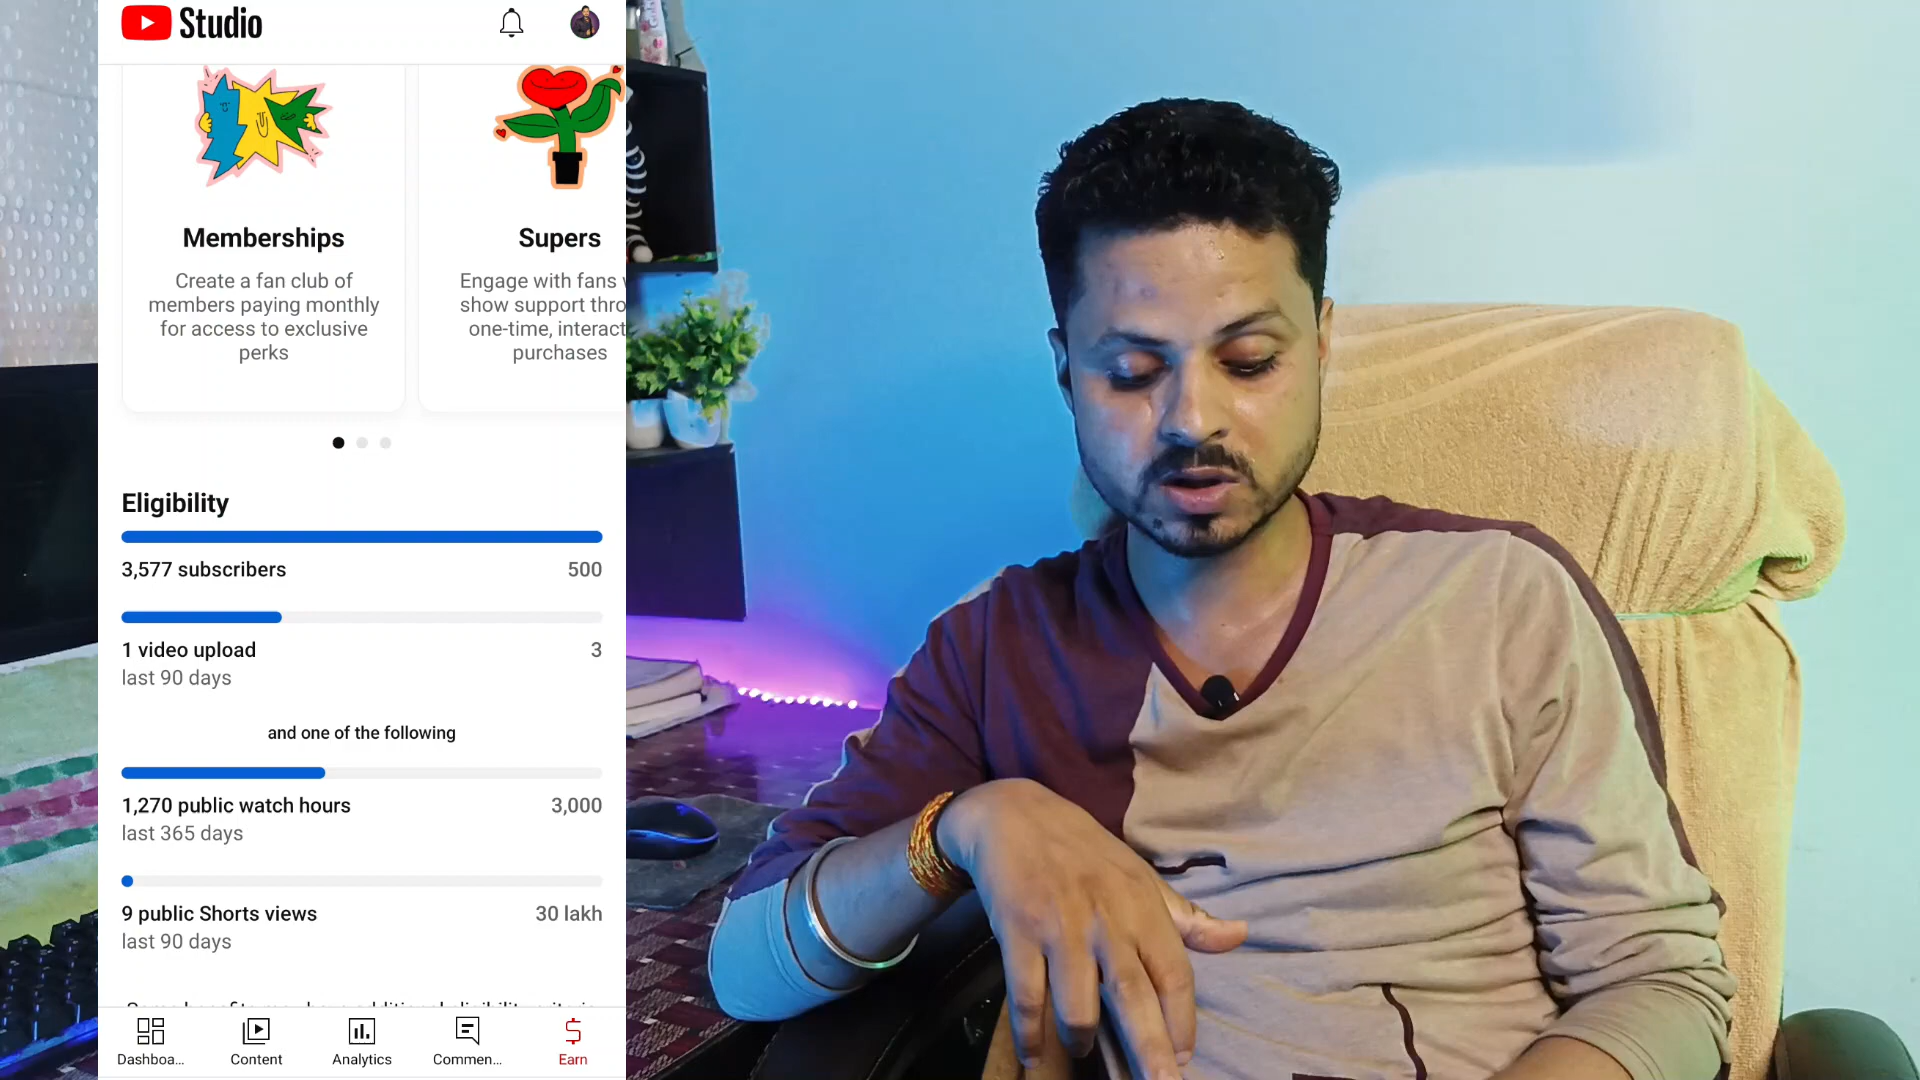 Studio
Memberships
Create a fan club of
members paying monthly
for access to exclusive
perks
Supers
Engage with fans
show support thro
one-time, interact
purchases
Eligibility
3,577 subscribers
500
1 video upload
3
last 90 days
and one of the following
1,270 public watch hours
3,000
last 365 days
9 public Shorts views
30 lakh
last 90 days
Dashboa...
Content
Analytics
Commen...
Earn